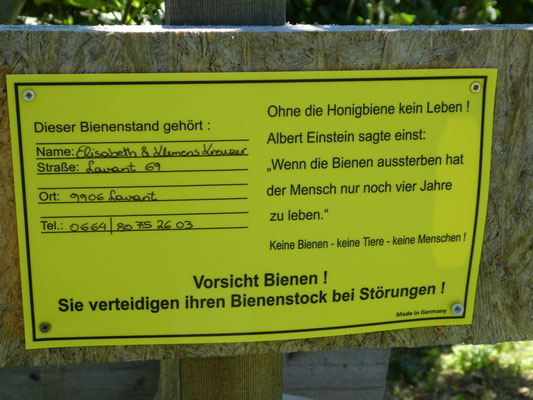 Dieser Bienenstand gehört :
Name: Elisabeth & Klemens Kreuzer
Straße: Lavant 69
Ort: 9906 Lavant
Tel.: 0664 / 80 75 26 03
Ohne die Honigbiene kein Leben !
Albert Einstein sagte einst:
„Wenn die Bienen aussterben hat
der Mensch nur noch vier Jahre
zu leben.“
Keine Bienen - keine Tiere - keine Menschen !
Vorsicht Bienen !
Sie verteidigen ihren Bienenstock bei Störungen !
Made in Germany